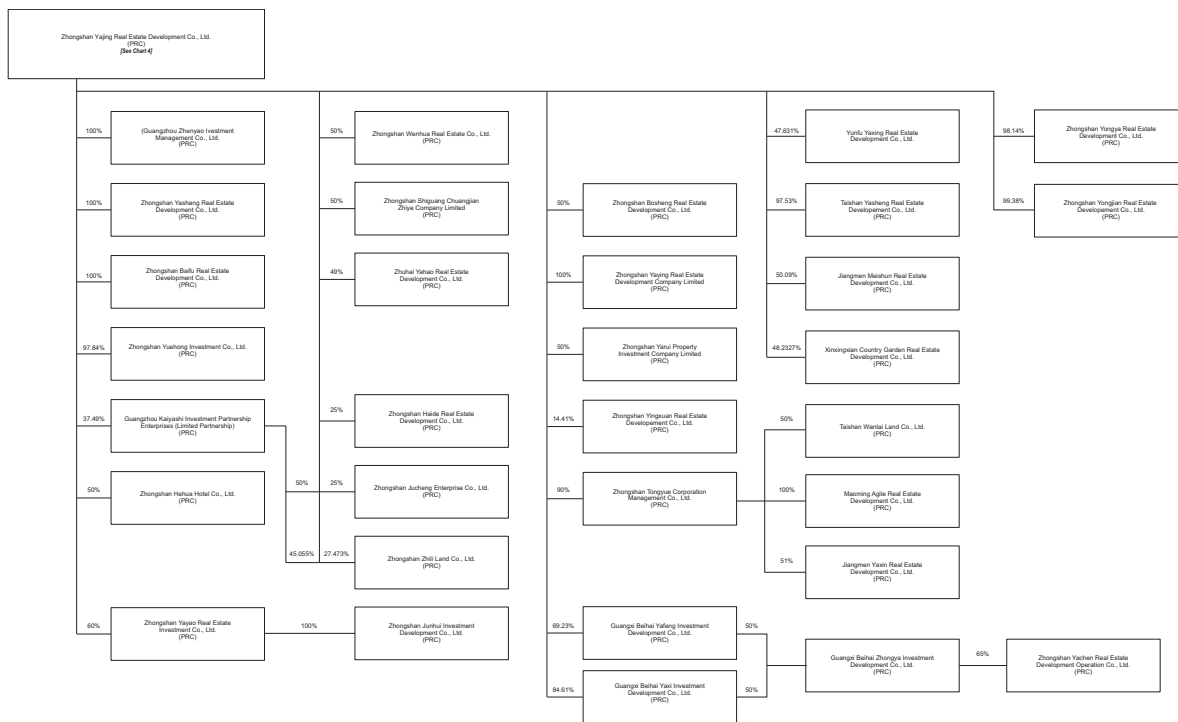 Zhongshan Yajing Real Estate Development Co., Ltd.
(PRC)
[See Chart 4]
100%
(Guangzhou Zhenyao Ivestment
Management Co., Ltd.
(PRC)
100%
Zhongshan Yashang Real Estate
Development Co., Ltd.
(PRC)
100%
Zhongshan Baifu Real Estate
Development Co., Ltd.
(PRC)
97.84%
Zhongshan Yuehong Investment Co., Ltd.
(PRC)
37.49%
Guangzhou Kaiyashi Investment Partnership
Enterprises (Limited Partnership)
(PRC)
50%
Zhongshan Hehua Hotel Co., Ltd.
(PRC)
60%
Zhongshan Yayao Real Estate
Investment Co., Ltd.
(PRC)
50%
Zhongshan Wenhua Real Estate Co., Ltd.
(PRC)
50%
Zhongshan Shiguang Chuangjian
Zhiye Company Limited
(PRC)
49%
Zhuhai Yahao Real Estate
Development Co., Ltd.
(PRC)
25%
Zhongshan Haide Real Estate
Development Co., Ltd.
(PRC)
50%
25%
Zhongshan Jucheng Enterprise Co., Ltd.
(PRC)
45.055%
27.473%
Zhongshan Zhili Land Co., Ltd.
(PRC)
100%
Zhongshan Junhui Investment
Development Co., Ltd.
(PRC)
50%
Zhongshan Bosheng Real Estate
Development Co., Ltd.
(PRC)
100%
Zhongshan Yaying Real Estate
Development Company Limited
(PRC)
50%
Zhongshan Yarui Property
Investment Company Limited
(PRC)
14.41%
Zhongshan Yingxuan Real Estate
Developement Co., Ltd.
(PRC)
90%
Zhongshan Tongyue Corporation
Management Co., Ltd.
(PRC)
69.23%
Guangxi Beihai Yafeng Investment
Development Co., Ltd.
(PRC)
50%
84.61%
Guangxi Beihai Yaxi Investment
Development Co., Ltd.
(PRC)
50%
47.631%
Yunfu Yaxing Real Estate
Development Co., Ltd.
97.53%
Taishan Yasheng Real Estate
Development Co., Ltd.
(PRC)
50.09%
Jiangmen Meishun Real Estate
Development Co., Ltd.
(PRC)
48.2327%
Xinxingxian Country Garden Real Estate
Development Co., Ltd.
(PRC)
50%
Taishan Wantai Land Co., Ltd.
(PRC)
100%
Maoming Agile Real Estate
Development Co., Ltd.
(PRC)
51%
Jiangmen Yaxin Real Estate
Development Co., Ltd.
(PRC)
Guangxi Beihai Zhongya Investment
Development Co., Ltd.
(PRC)
65%
Zhongshan Yachen Real Estate
Development Operation Co., Ltd.
(PRC)
98.14%
Zhongshan Yongya Real Estate
Development Co., Ltd.
(PRC)
99.38%
Zhongshan Yongjian Real Estate
Developement Co., Ltd.
(PRC)